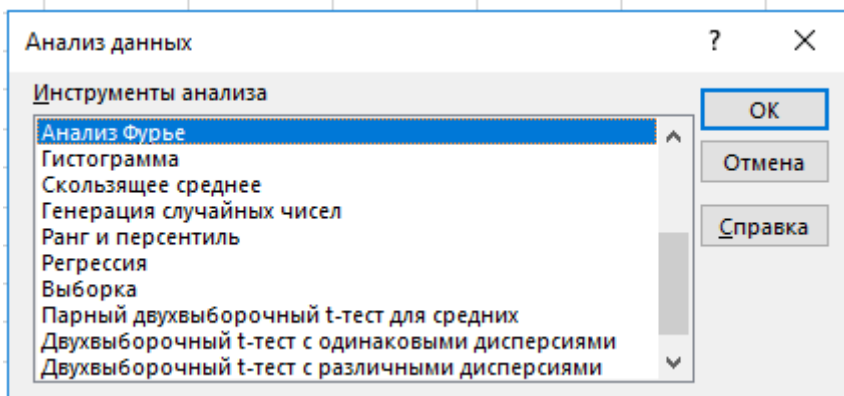 Анализ данных ?
Инструменты анализа
Анализ Фурье
Гистограмма
Скользящее среднее
Генерация случайных чисел
Ранг и персентиль
Регрессия
Выборка
Парный двухвыборочный t-тест для средних
Двухвыборочный t-тест с одинаковыми дисперсиями
Двухвыборочный t-тест с различными дисперсиями
ОК
Отмена
Справка